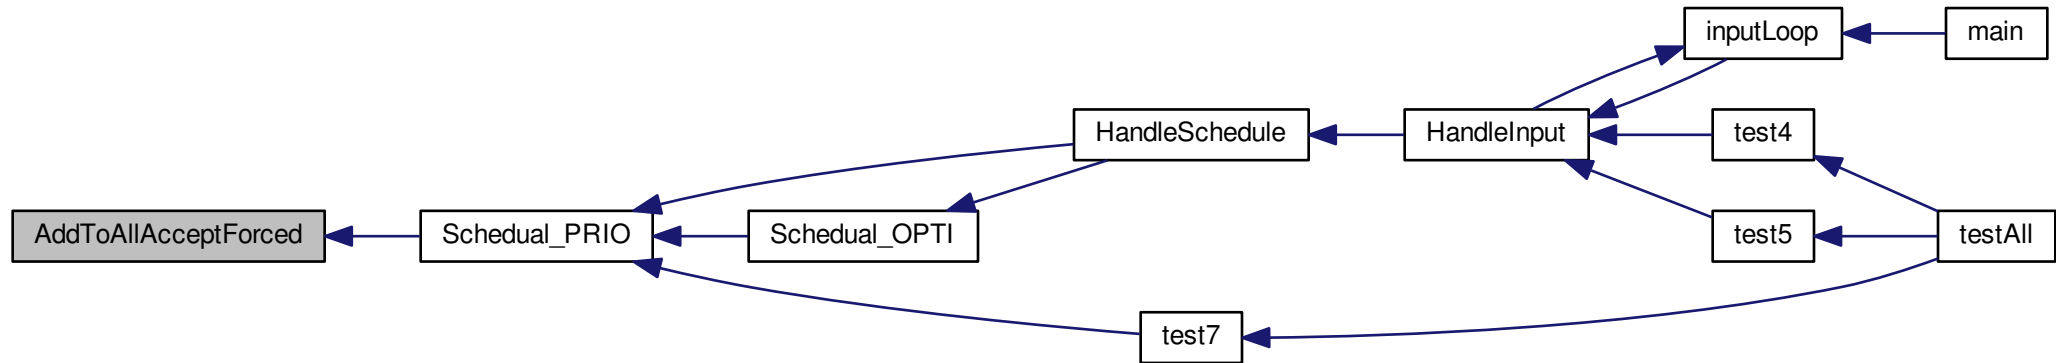 inputLoop
main
HandleSchedule
HandleInput
test4
AddToAllAcceptForced
Schedual_PRIO
Schedual_OPTI
test5
testAll
test7